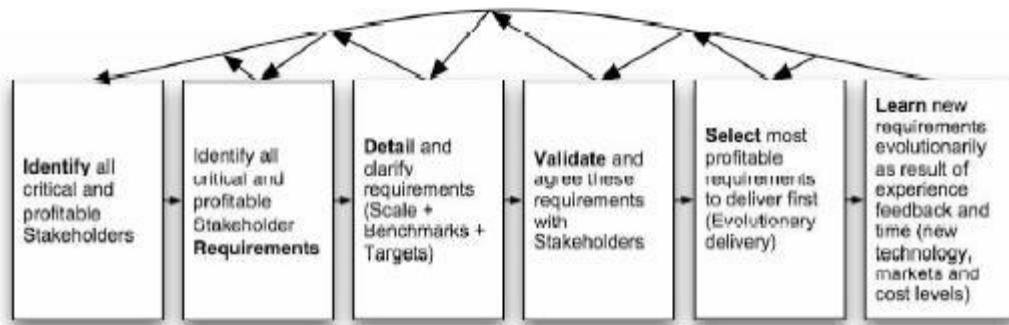 Identify all
critical and
profitable
Stakeholders
Identify all
critical and
profitable
Stakeholder
Requirements
Detail and
clarify
requirements
(Scale +
Benchmarks +
Targets)
Validate and
agree these
requirements
with
Stakeholders
Select most
profitable
requirements
to deliver first
(Evolutionary
delivery)
Learn new
requirements
evolutionarily
as result of
experience
feedback and
time (new
technology,
markets and
cost levels)